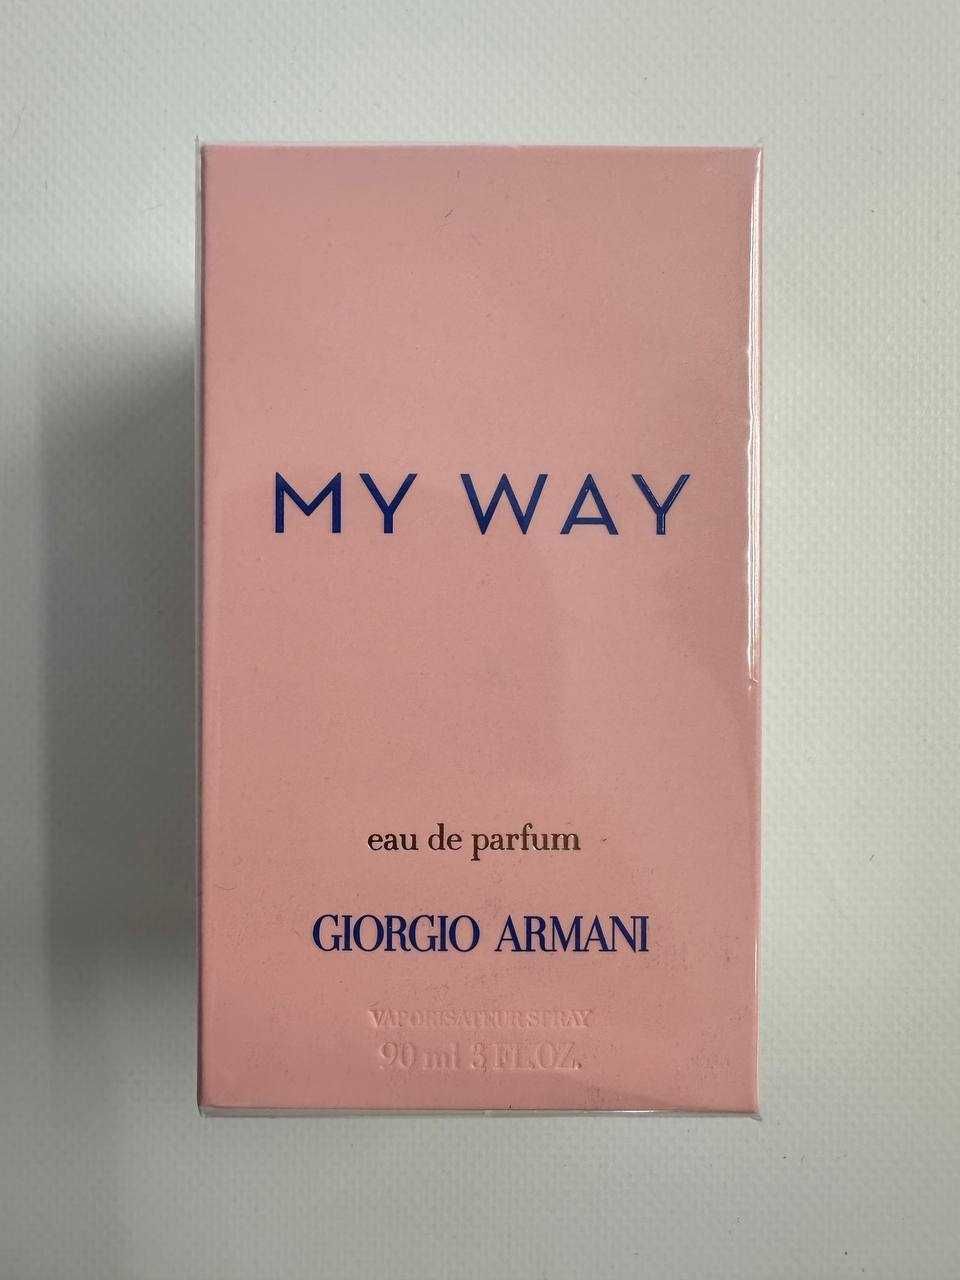 MY WAY
eau de parfum
GIORGIO ARMANI
VAPORISATEUR SPRAY
90 ml 3 FL.OZ.